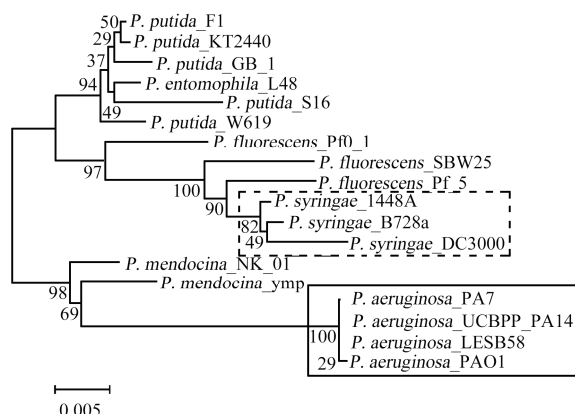 50
P. putida_F1
29
P. putida_KT2440
37
P. putida_GB_1
94
P. entomophila_L48
49
P. putida_S16
P. putida_W619
P. fluorescens_Pf0_1
97
P. fluorescens_SBW25
100
P. fluorescens_Pf_5
90
P. syringae_1448A
82
P. syringae_B728a
49
P. syringae_DC3000
P. mendocina_NK_01
98
P. mendocina_ymp
69
P. aeruginosa_PA7
P. aeruginosa_UCBPP_PA14
100
P. aeruginosa_LESB58
29
P. aeruginosa_PAO1
0.005